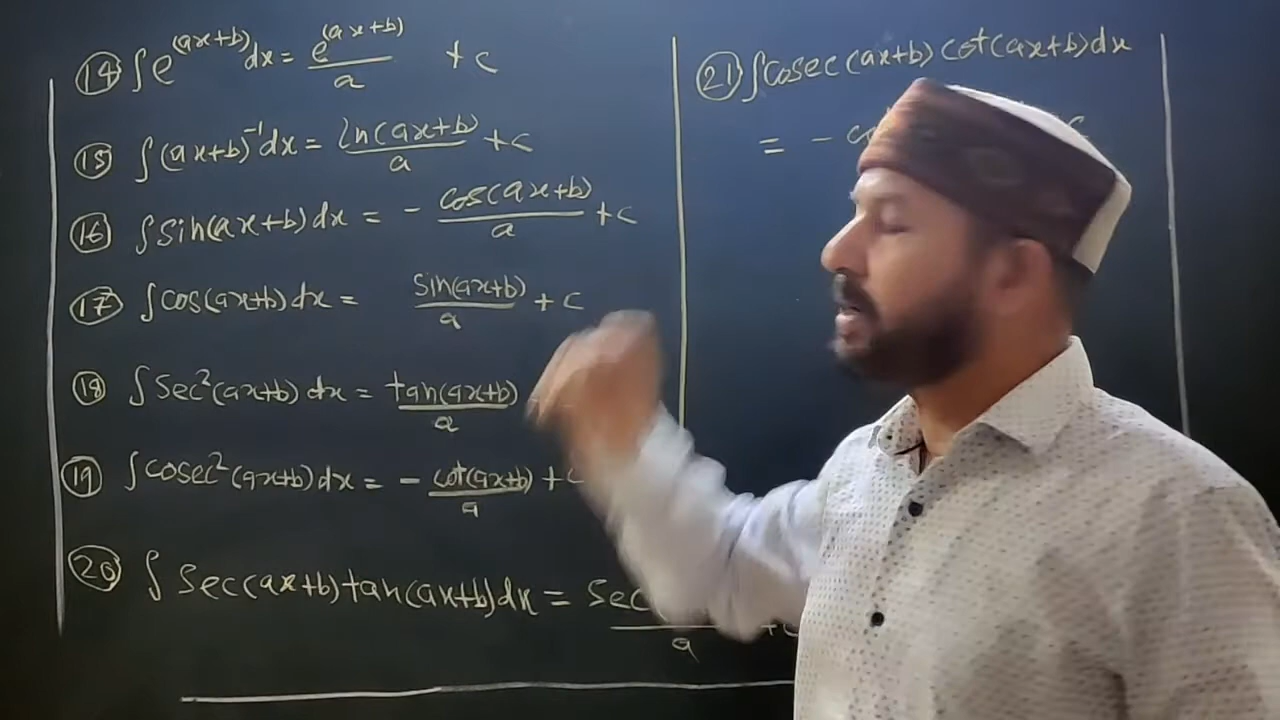 (14) ∫e^(ax+b) dx = e^(ax+b)/a + c
(15) ∫(ax+b)^-1 dx = ln(ax+b)/a + c
(16) ∫sin(ax+b) dx = - cos(ax+b)/a + c
(17) ∫cos(ax+b) dx = sin(ax+b)/a + c
(18) ∫sec²(ax+b) dx = tan(ax+b)/a
(19) ∫cosec²(ax+b) dx = - cot(ax+b)/a + c
(20) ∫sec(ax+b) tan(ax+b) dx = sec /a + c
(21) ∫cosec(ax+b) cot(ax+b) dx
= -